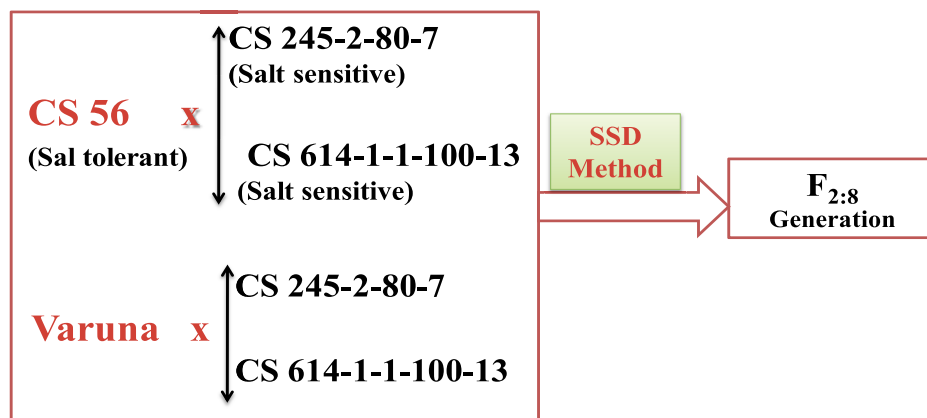 CS 245-2-80-7
(Salt sensitive)
CS 56 x
(Sal tolerant)
CS 614-1-1-100-13
(Salt sensitive)
SSD
Method
F2:8
Generation
CS 245-2-80-7
Varuna x
CS 614-1-1-100-13